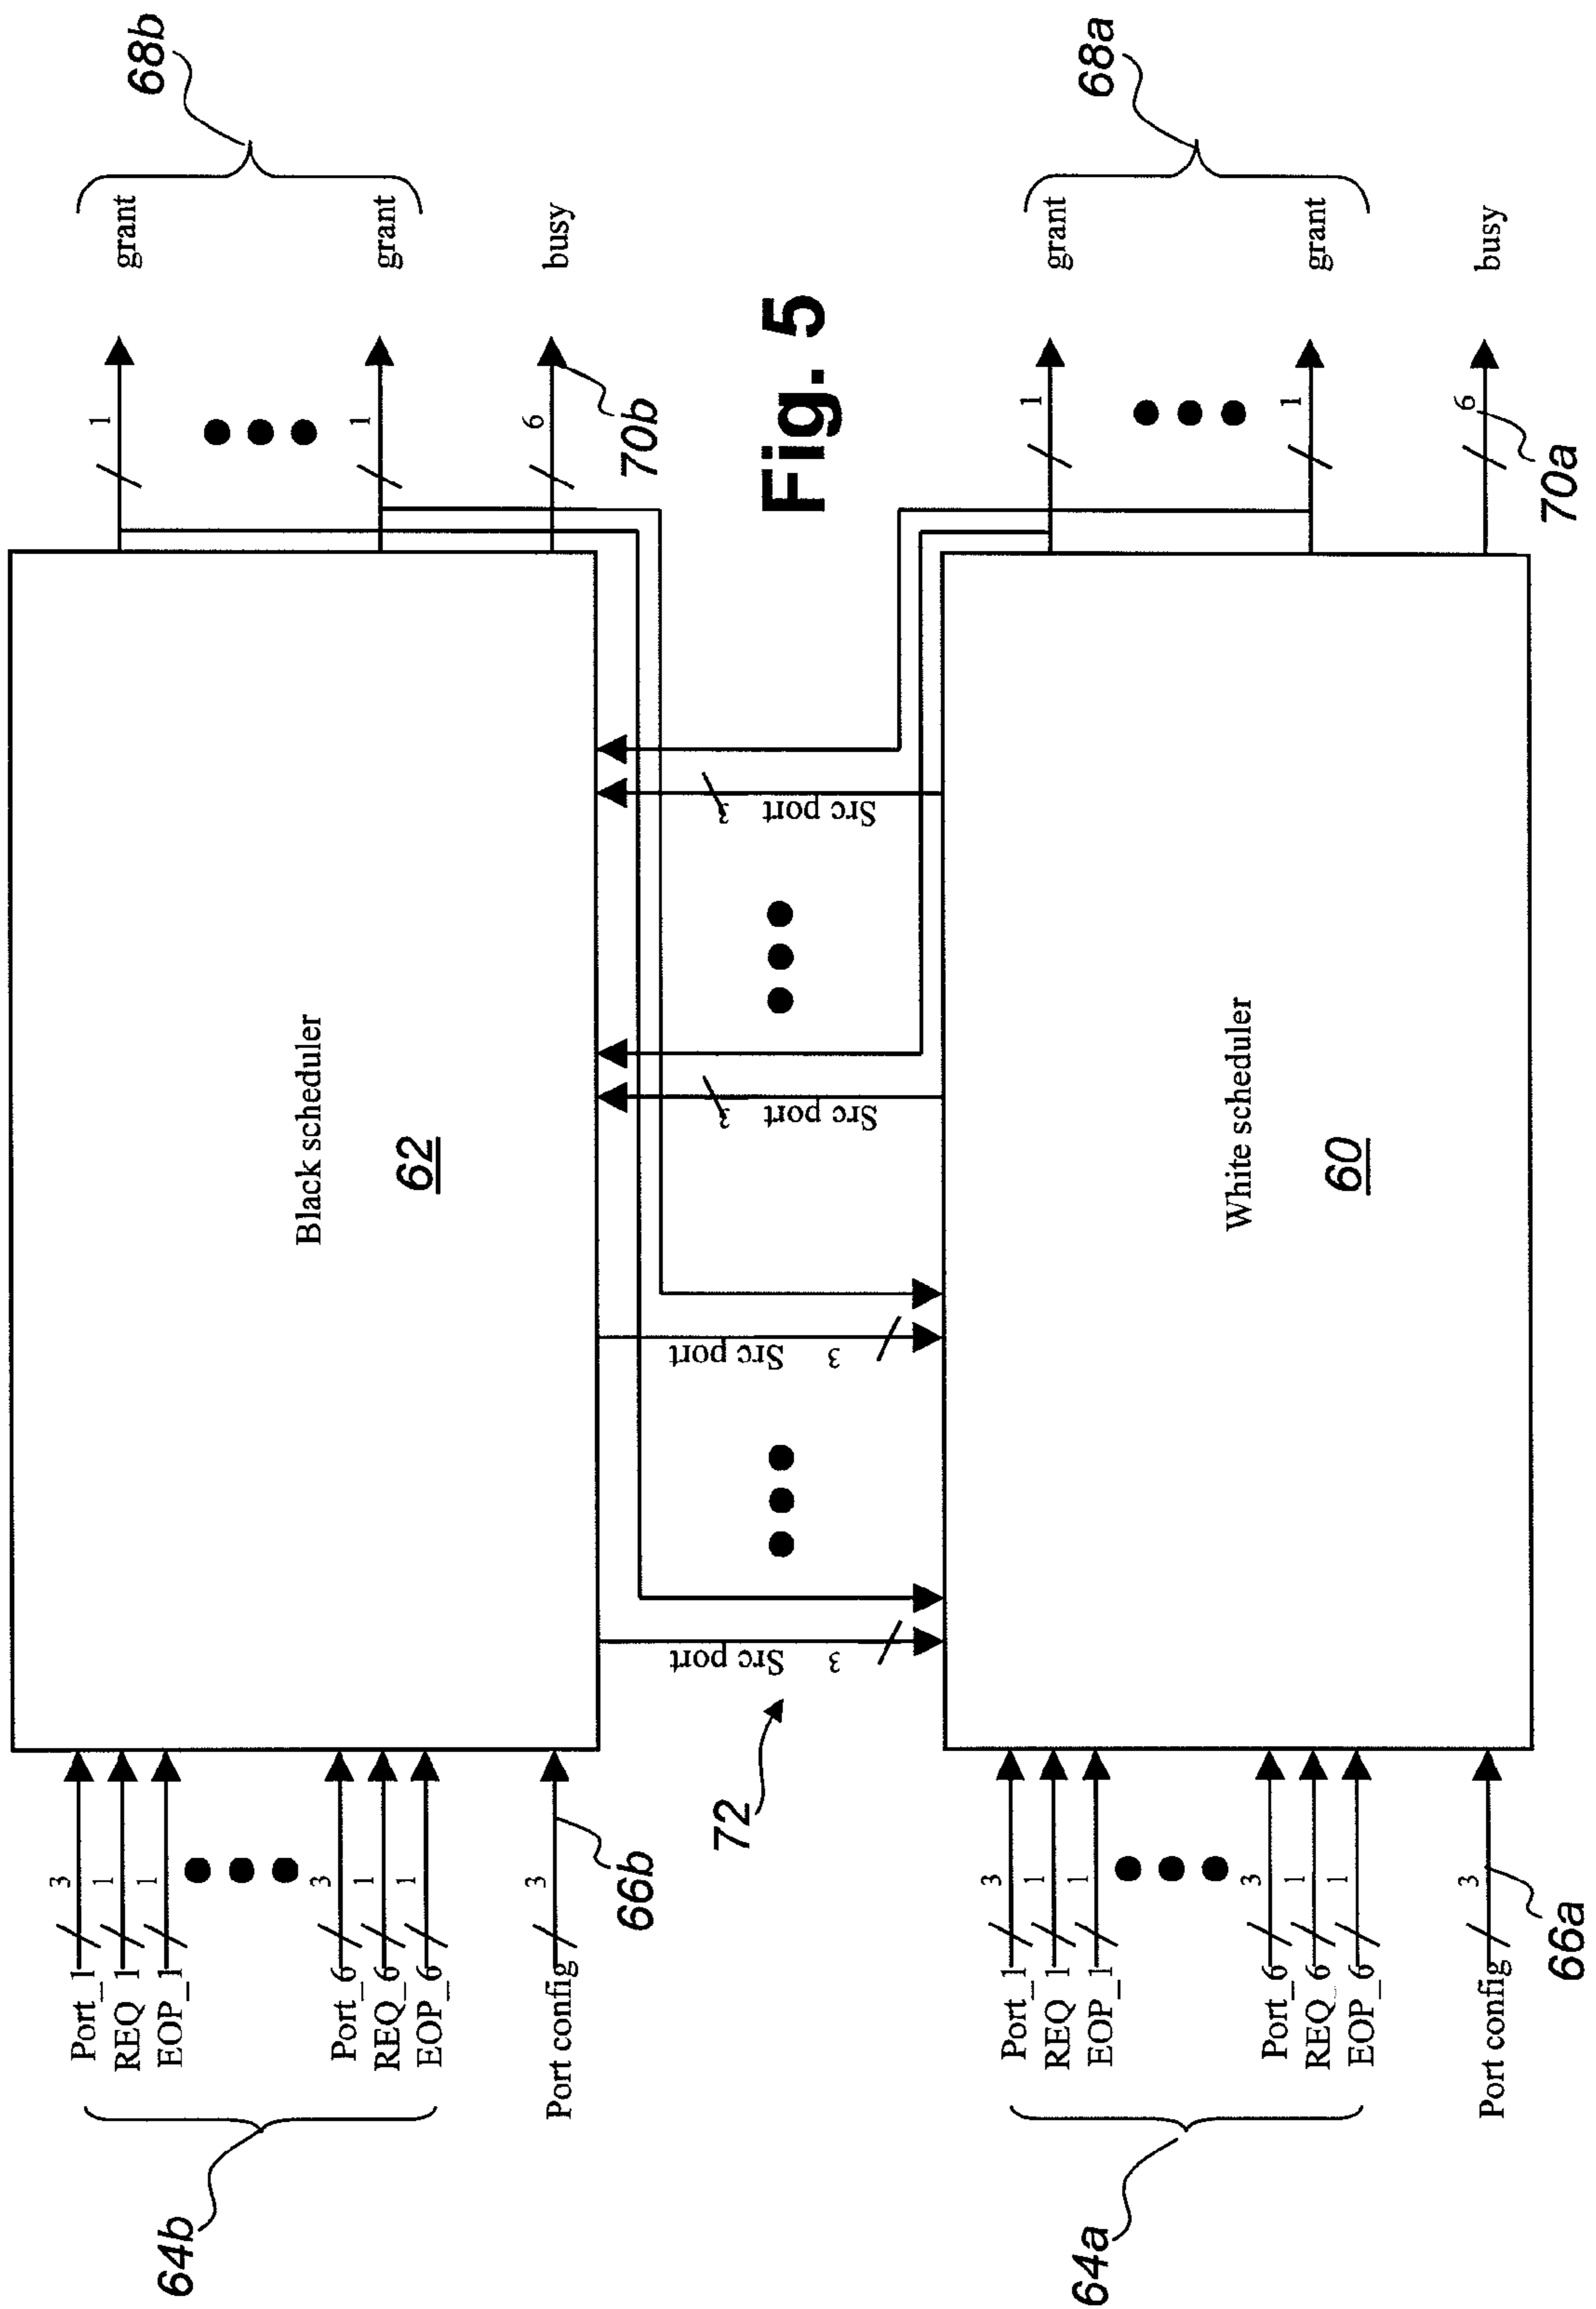 64b
Port_1
3
REQ_1
1
EOP_1
1
Port_6
3
REQ_6
1
EOP_6
1
Port config
3
66b
Black scheduler
62
1
grant
1
grant
68b
6
busy
70b
72
Src port
3
Src port
3
Src port
3
Src port
3
Fig. 5
64a
Port_1
3
REQ_1
1
EOP_1
1
Port_6
3
REQ_6
1
EOP_6
1
Port config
3
66a
White scheduler
60
1
grant
1
grant
68a
6
busy
70a